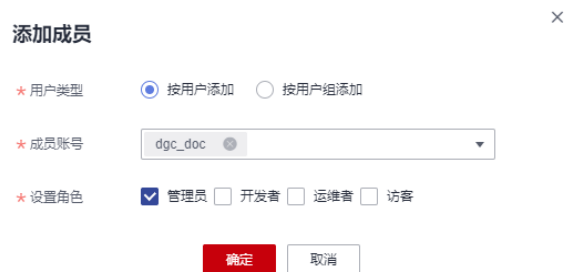 添加成员
* 用户类型 按用户添加 按用户组添加
* 成员账号 dgc_doc
* 设置角色 管理员 开发者 运维者 访客
确定 取消